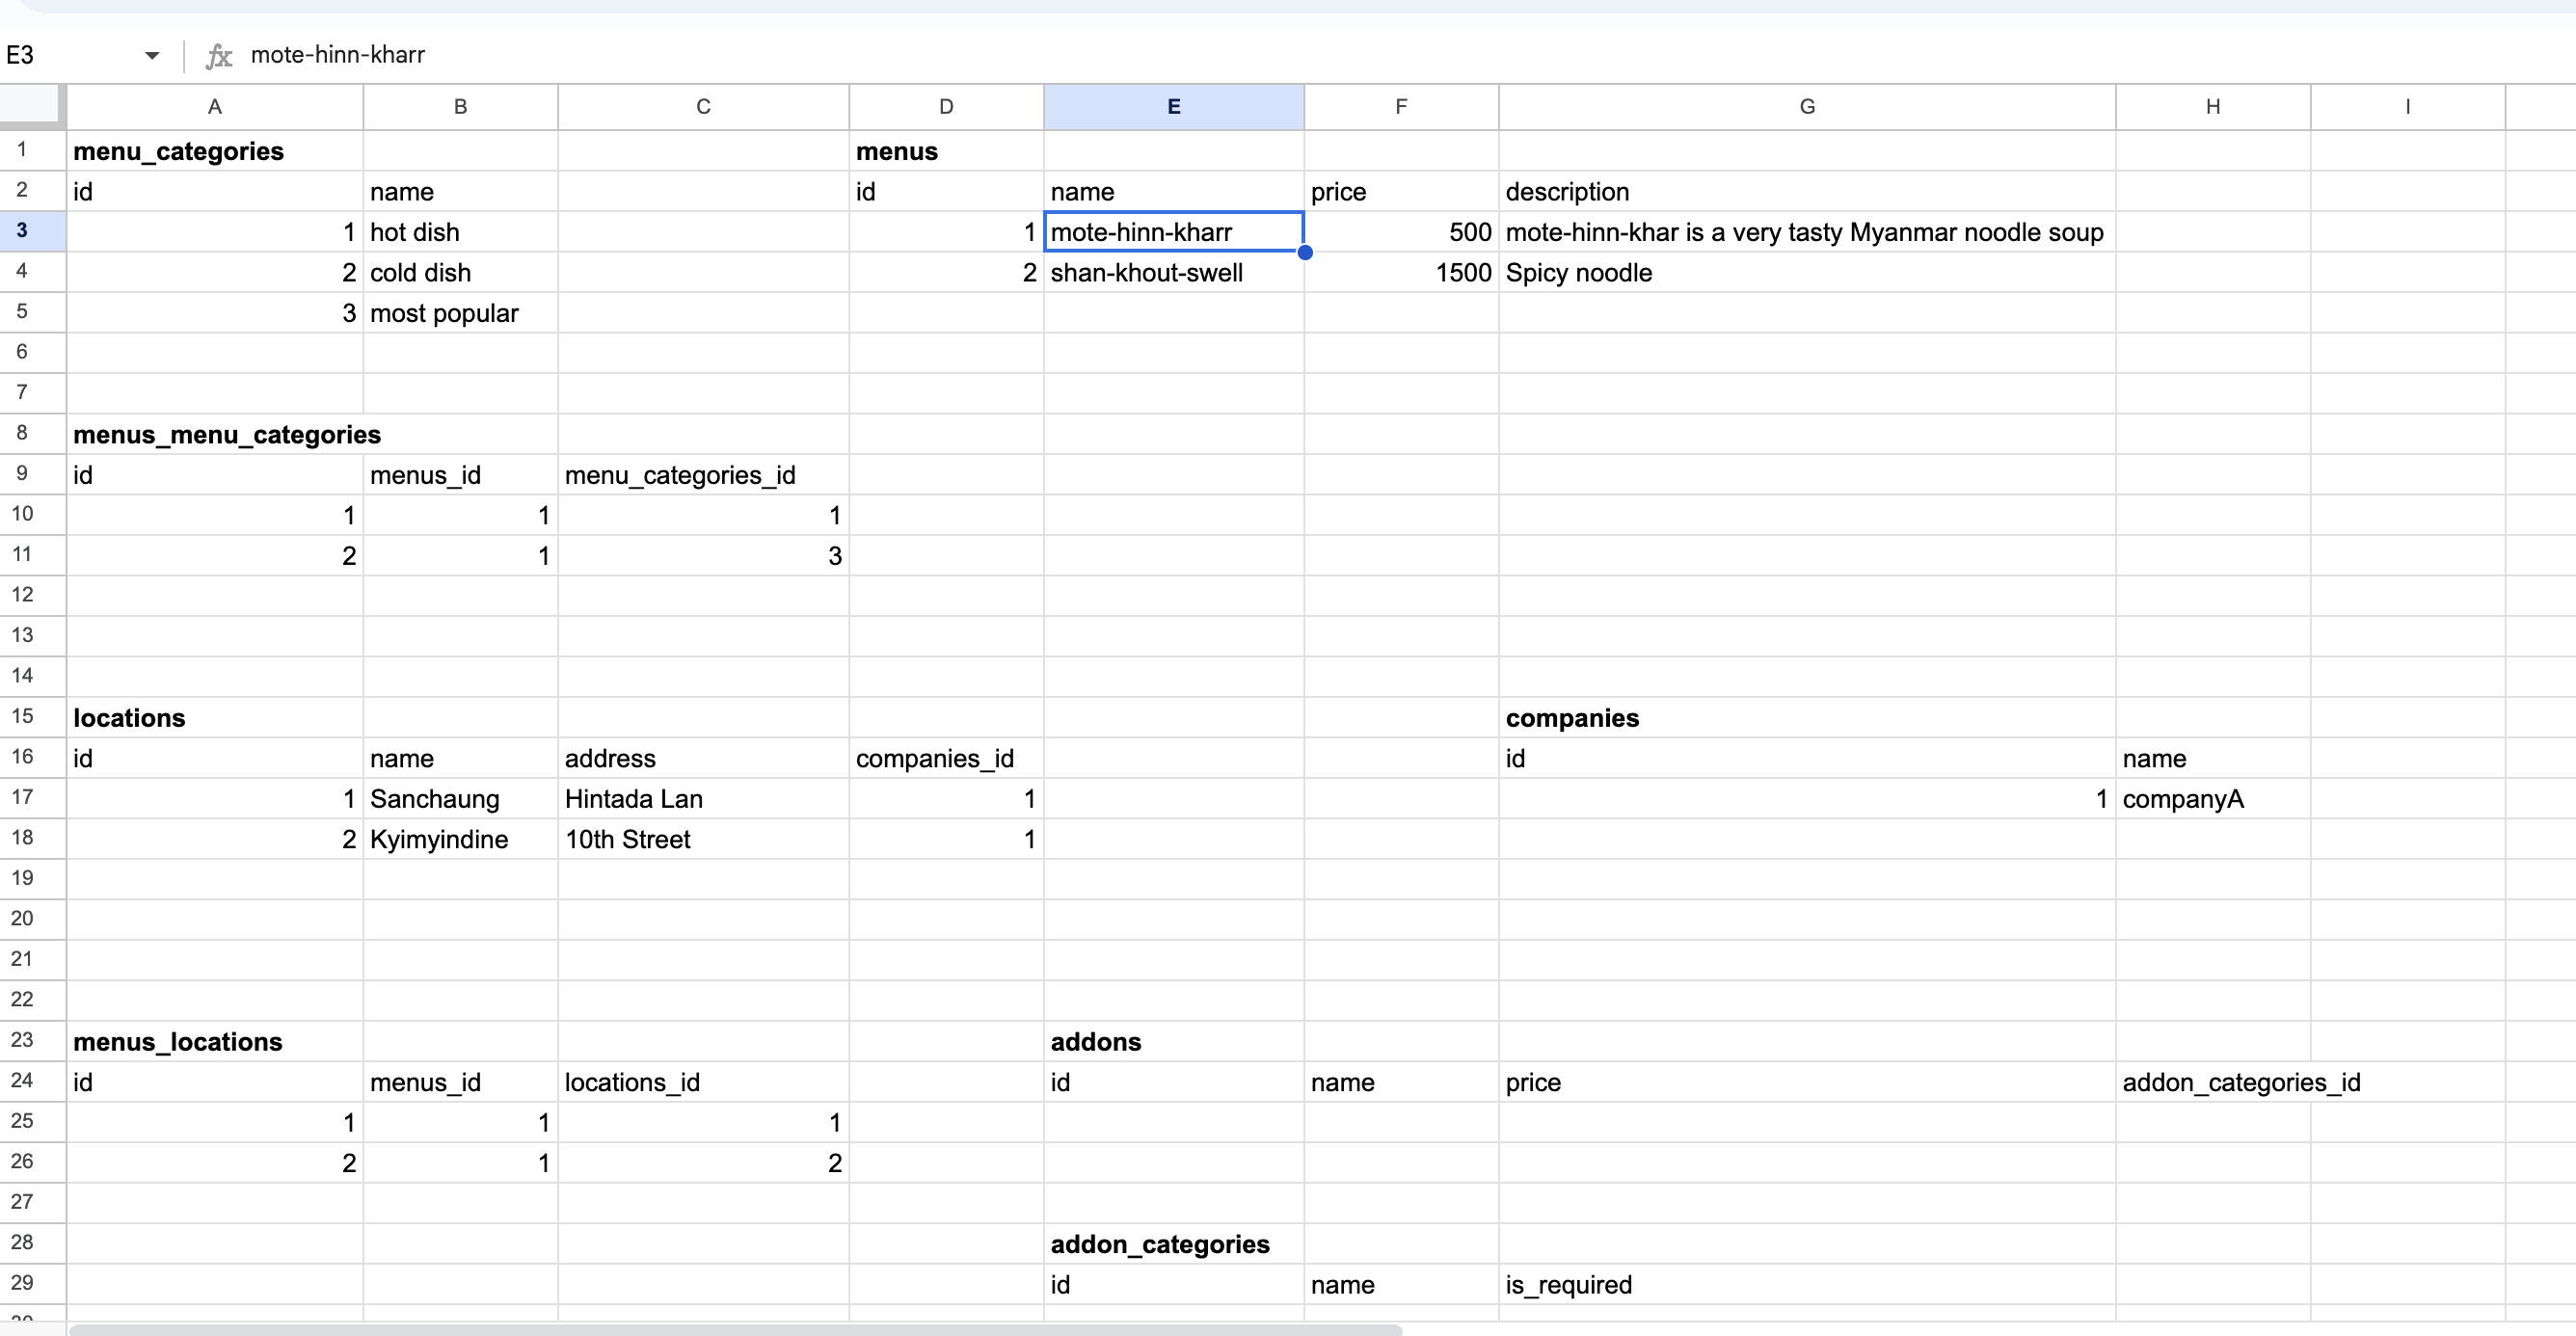 E3 fx mote-hinn-kharr
A B C D E F G H I
1 menu_categories menus
2 id name id name price description
3 1 hot dish 1 mote-hinn-kharr 500 mote-hinn-khar is a very tasty Myanmar noodle soup
4 2 cold dish 2 shan-khout-swell 1500 Spicy noodle
5 3 most popular
6
7
8 menus_menu_categories
9 id menus_id menu_categories_id
10 1 1 1
11 2 1 3
12
13
14
15 locations companies
16 id name address companies_id id name
17 1 Sanchaung Hintada Lan 1 1 companyA
18 2 Kyimyindine 10th Street 1
19
20
21
22
23 menus_locations addons
24 id menus_id locations_id id name price addon_categories_id
25 1 1 1
26 2 1 2
27
28 addon_categories
29 id name is_required